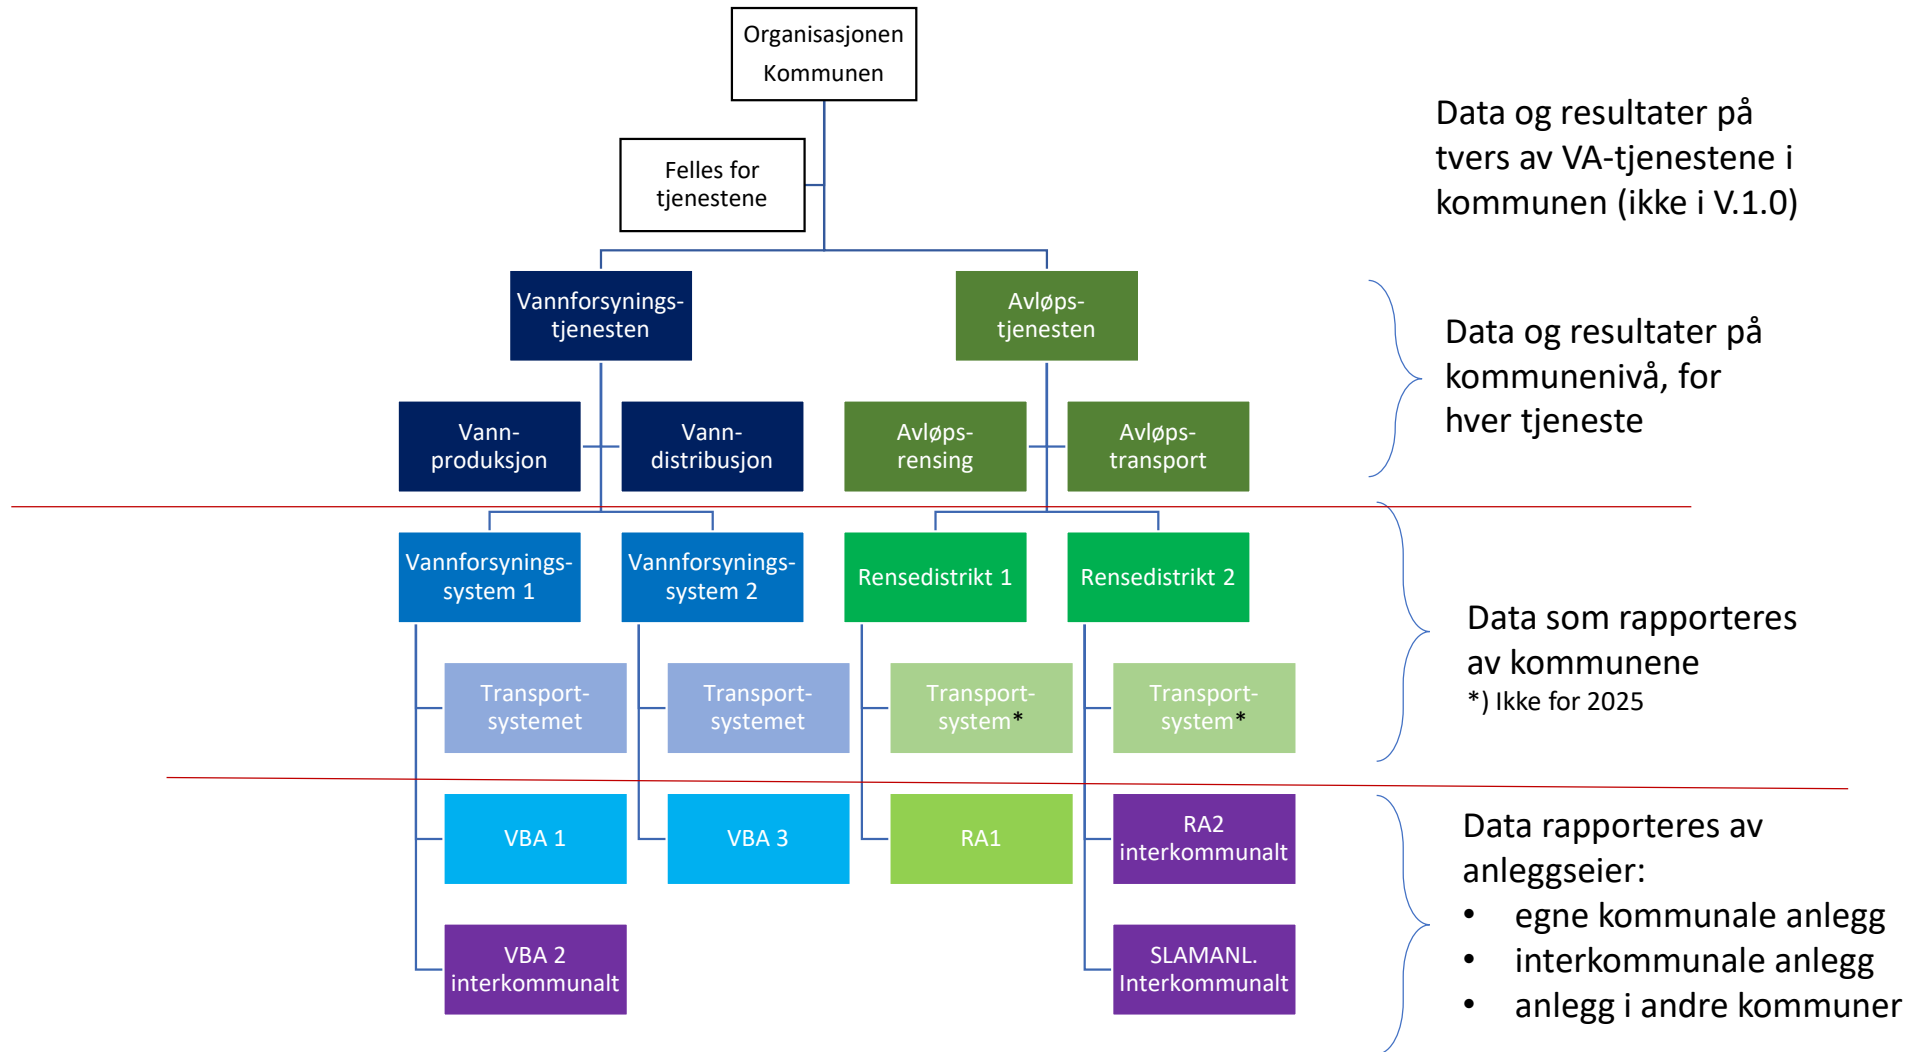 Organisasjonen
Kommunen
Felles for
tjenestene
Data og resultater på
tvers av VA-tjenestene i
kommunen (ikke i V.1.0)
Vannforsynings-
tjenesten
Avløps-
tjenesten
Data og resultater på
kommunenivå, for
hver tjeneste
Vann-
produksjon
Vann-
distribusjon
Avløps-
rensing
Avløps-
transport
Vannforsynings-
system 1
Vannforsynings-
system 2
Rensedistrikt 1
Rensedistrikt 2
Data som rapporteres
av kommunene
*) Ikke for 2025
Transport-
systemet
Transport-
systemet
Transport-
system*
Transport-
system*
VBA 1
VBA 3
RA1
RA2
interkommunalt
Data rapporteres av
anleggseier:
• egne kommunale anlegg
• interkommunale anlegg
• anlegg i andre kommuner
VBA 2
interkommunalt
SLAMANL.
Interkommunalt